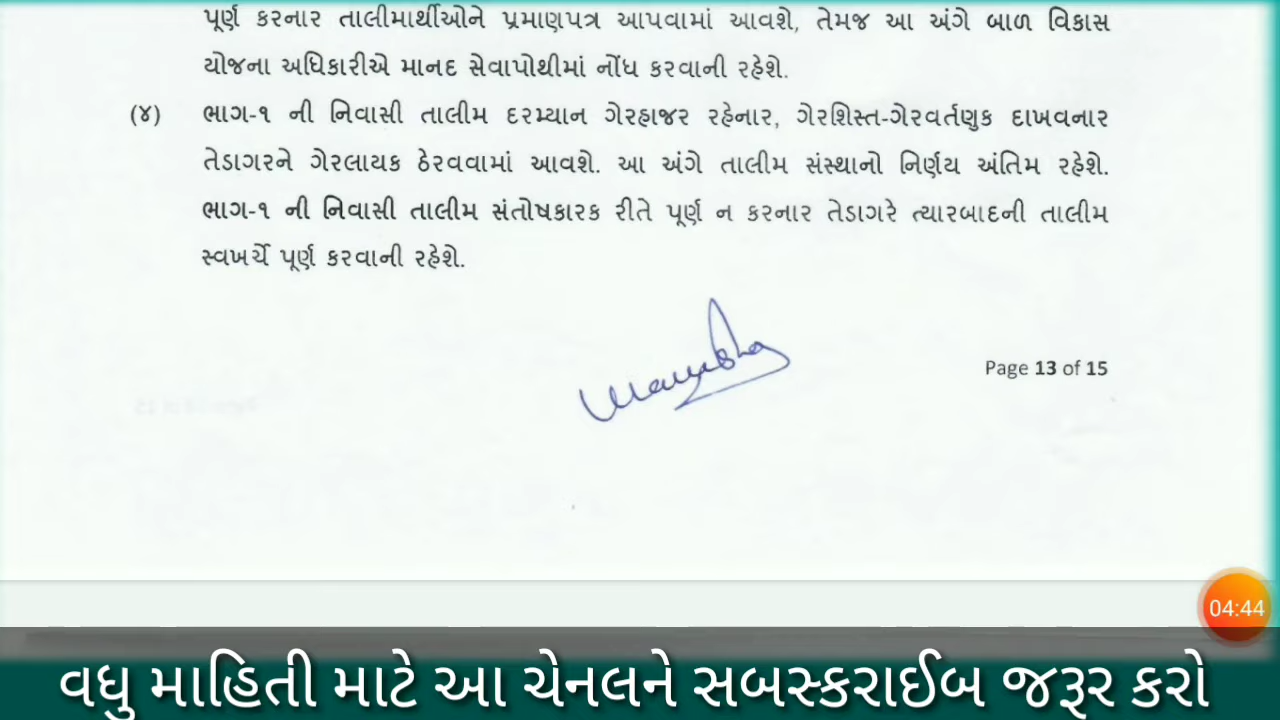 પૂર્ણ કરનાર તાલીમાર્થીઓને પ્રમાણપત્ર આપવામાં આવશે, તેમજ આ અંગે બાળ વિકાસ
યોજના અધિકારીએ માનદ સેવાપોથીમાં નોંધ કરવાની રહેશે.
(૪) ભાગ-૧ ની નિવાસી તાલીમ દરમ્યાન ગેરહાજર રહેનાર, ગેરશિસ્ત-ગેરવર્તણુક દાખવનાર
તેડાગરને ગેરલાયક ઠેરવવામાં આવશે. આ અંગે તાલીમ સંસ્થાનો નિર્ણય અંતિમ રહેશે.
ભાગ-૧ ની નિવાસી તાલીમ સંતોષકારક રીતે પૂર્ણ ન કરનાર તેડાગરે ત્યારબાદની તાલીમ
સ્વખર્ચે પૂર્ણ કરવાની રહેશે.
Page 13 of 15
04:44
વધુ માહિતી માટે આ ચેનલને સબસ્કરાઈબ જરૂર કરો